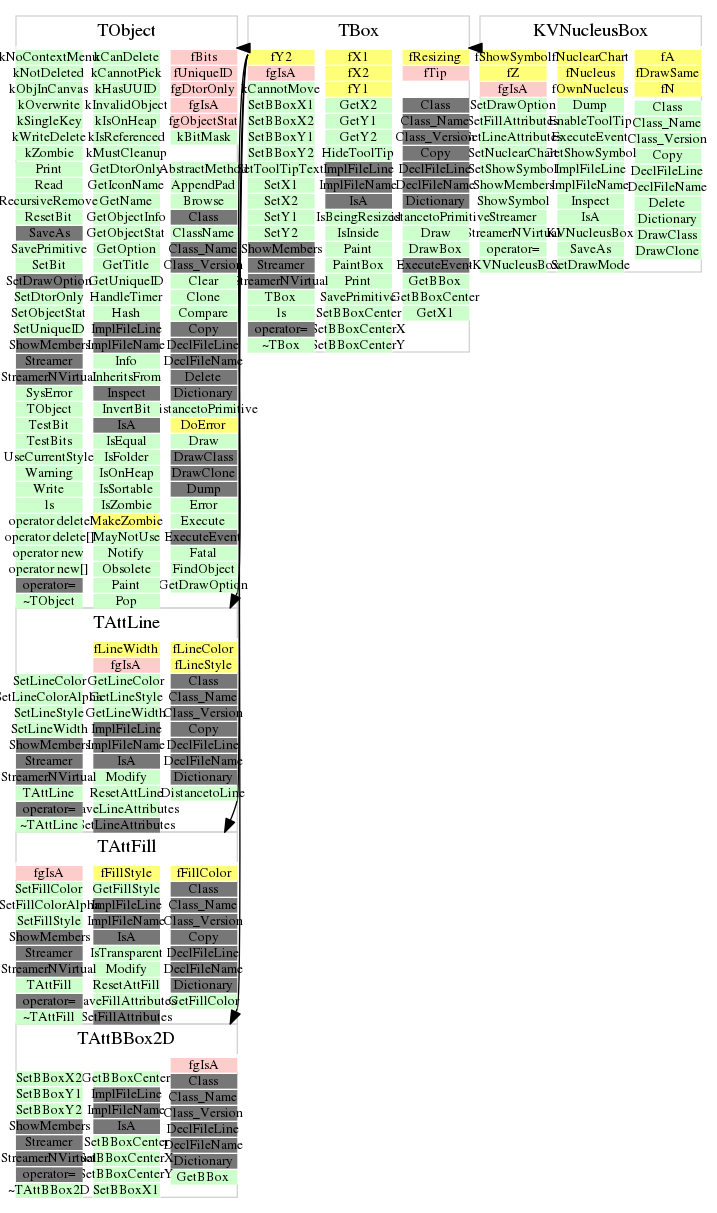 TObject
kNoContextMenu kCanDelete fBits
kNotDeleted kCannotPick fUniqueID
kObjInCanvas kHasUUID fgDtorOnly
kOverwrite kInvalidObject fgIsA
kSingleKey kIsOnHeap fgObjectStat
kWriteDelete kIsReferenced kBitMask
kZombie kMustCleanup
Print GetDtorOnly AbstractMethod
Read GetIconName AppendPad
RecursiveRemove GetName Browse
ResetBit GetObjectInfo Class
SaveAs GetObjectStat ClassName
SavePrimitive GetOption Class_Name
SetBit GetTitle Class_Version
SetDrawOption GetUniqueID Clear
SetDtorOnly HandleTimer Clone
SetObjectStat Hash Compare
SetUniqueID ImplFileLine Copy
ShowMembers ImplFileName DeclFileLine
Streamer Info DeclFileName
StreamerNVirtual InheritsFrom Delete
SysError Inspect Dictionary
TObject InvertBit DistancetoPrimitive
TestBit IsA DoError
TestBits IsEqual Draw
UseCurrentStyle IsFolder DrawClass
Warning IsOnHeap DrawClone
Write IsSortable Dump
ls IsZombie Error
operator delete MakeZombie Execute
operator delete[] MayNotUse ExecuteEvent
operator new Notify Fatal
operator new[] Obsolete FindObject
operator= Paint GetDrawOption
~TObject Pop
TBox
fY2 fX1 fResizing
fgIsA fX2 fTip
kCannotMove fY1
SetBBoxX1 GetX2 Class
SetBBoxX2 GetY1 Class_Name
SetBBoxY1 GetY2 Class_Version
SetBBoxY2 HideToolTip Copy
SetToolTipText ImplFileLine DeclFileLine
SetX1 ImplFileName DeclFileName
SetX2 IsA Dictionary
SetY1 IsBeingResized DistancetoPrimitive
SetY2 IsInside Draw
ShowMembers Paint DrawBox
Streamer PaintBox ExecuteEvent
StreamerNVirtual Print GetBBox
TBox SavePrimitive GetBBoxCenter
ls SetBBoxCenter GetX1
operator= SetBBoxCenterX
~TBox SetBBoxCenterY
KVNucleusBox
fShowSymbol fNuclearChart fA
fZ fNucleus fDrawSame
fgIsA fOwnNucleus fN
SetDrawOption Dump Class
SetFillAttributes EnableToolTip Class_Name
SetLineAttributes ExecuteEvent Class_Version
SetNuclearChart GetShowSymbol Copy
SetShowSymbol ImplFileLine DeclFileLine
ShowMembers ImplFileName DeclFileName
ShowSymbol Inspect Delete
Streamer IsA Dictionary
StreamerNVirtual KVNucleusBox DrawClass
operator= SaveAs DrawClone
~KVNucleusBox SetDrawMode
TAttLine
fLineWidth fLineColor
fgIsA fLineStyle
SetLineColor GetLineColor Class
SetLineColorAlpha GetLineStyle Class_Name
SetLineStyle GetLineWidth Class_Version
SetLineWidth ImplFileLine Copy
ShowMembers ImplFileName DeclFileLine
Streamer IsA DeclFileName
StreamerNVirtual Modify Dictionary
TAttLine ResetAttLine DistancetoLine
operator= SaveLineAttributes
~TAttLine SetLineAttributes
TAttFill
fgIsA fFillStyle fFillColor
SetFillColor GetFillStyle Class
SetFillColorAlpha ImplFileLine Class_Name
SetFillStyle ImplFileName Class_Version
ShowMembers IsA Copy
Streamer IsTransparent DeclFileLine
StreamerNVirtual Modify DeclFileName
TAttFill ResetAttFill Dictionary
operator= SaveFillAttributes GetFillColor
~TAttFill SetFillAttributes
TAttBBox2D
fgIsA
SetBBoxX2 GetBBoxCenter Class
SetBBoxY1 ImplFileLine Class_Name
SetBBoxY2 ImplFileName Class_Version
ShowMembers IsA DeclFileLine
Streamer SetBBoxCenter DeclFileName
StreamerNVirtual SetBBoxCenterX Dictionary
operator= SetBBoxCenterY GetBBox
~TAttBBox2D SetBBoxX1